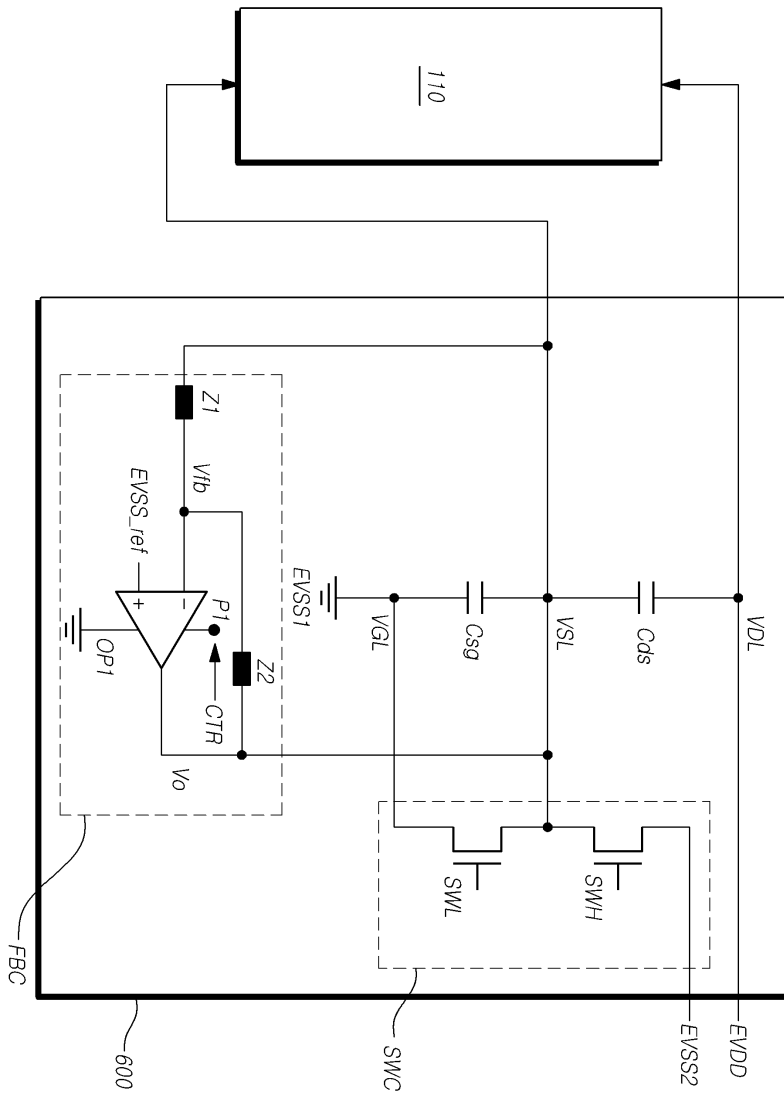 110
EVDD
EVSS2
VDL
Cds
SWH
VSL
SWL
Csg
VGL
EVSS1
SWC
Z1
Z2
Vfb
P1
CTR
EVSS_ref
−
+
OP1
Vo
FBC
600